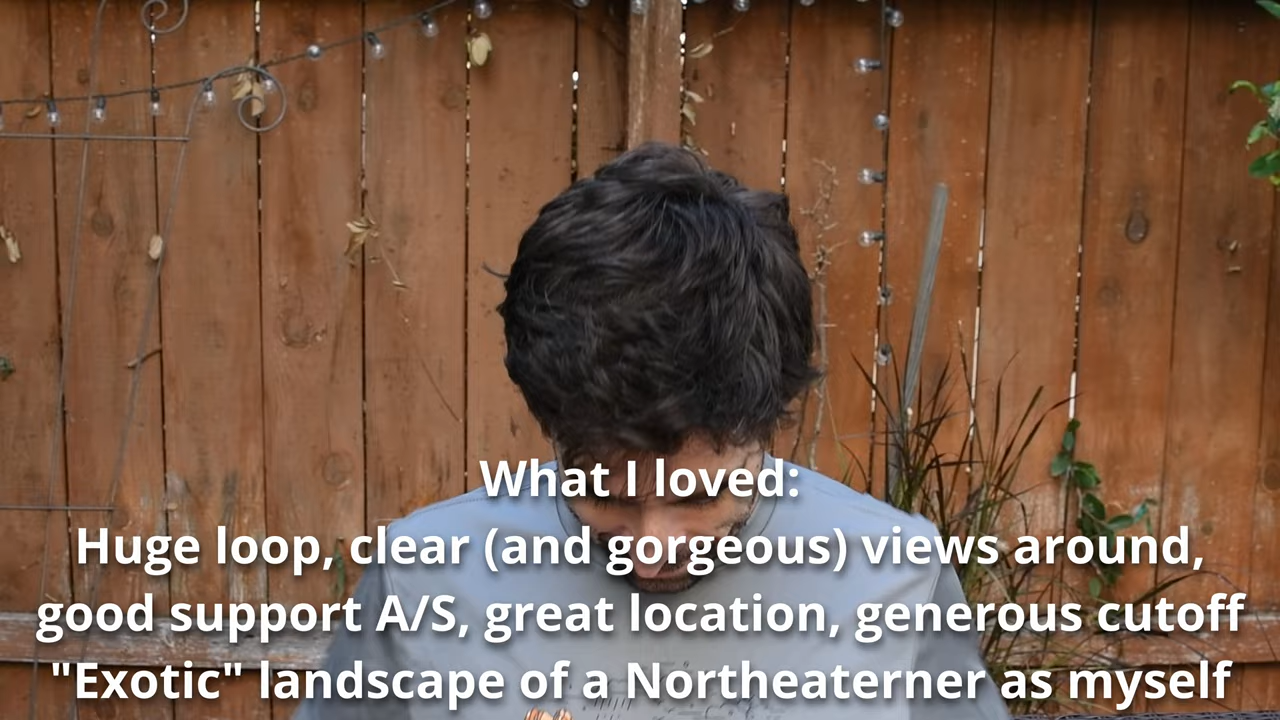 What I loved:
Huge loop, clear (and gorgeous) views around,
good support A/S, great location, generous cutoff
"Exotic" landscape of a Northeaterner as myself